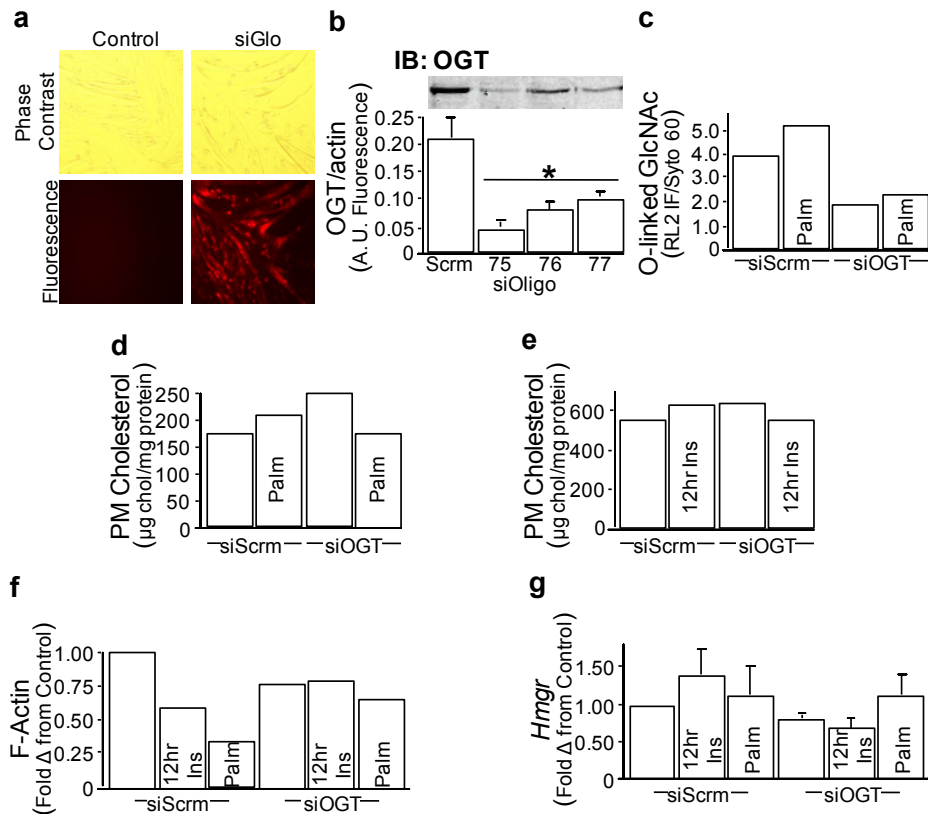 a
Control
siGlo
Phase
Contrast
Fluorescence
b
IB: OGT
OGT/actin
(A. U. Fluorescence)
0.25
0.20
0.15
0.10
0.05
0
*
Scrm
75
76
77
siOligo
c
O-linked GlcNAc
(RL2 IF/Syto 60)
5.0
4.0
3.0
2.0
1.0
Palm
Palm
siScrm
siOGT
d
PM Cholesterol
(µg chol/mg protein)
250
200
150
100
50
0
Palm
Palm
siScrm
siOGT
e
PM Cholesterol
(µg chol/mg protein)
600
400
200
0
12hr Ins
12hr Ins
siScrm
siOGT
f
F-Actin
(Fold Δ from Control)
1.00
0.75
0.50
0.25
0
12hr
Ins
Palm
12hr
Ins
Palm
siScrm
siOGT
g
Hmgr
(Fold Δ from Control)
1.50
1.00
0.50
0
12hr
Ins
Palm
12hr
Ins
Palm
siScrm
siOGT